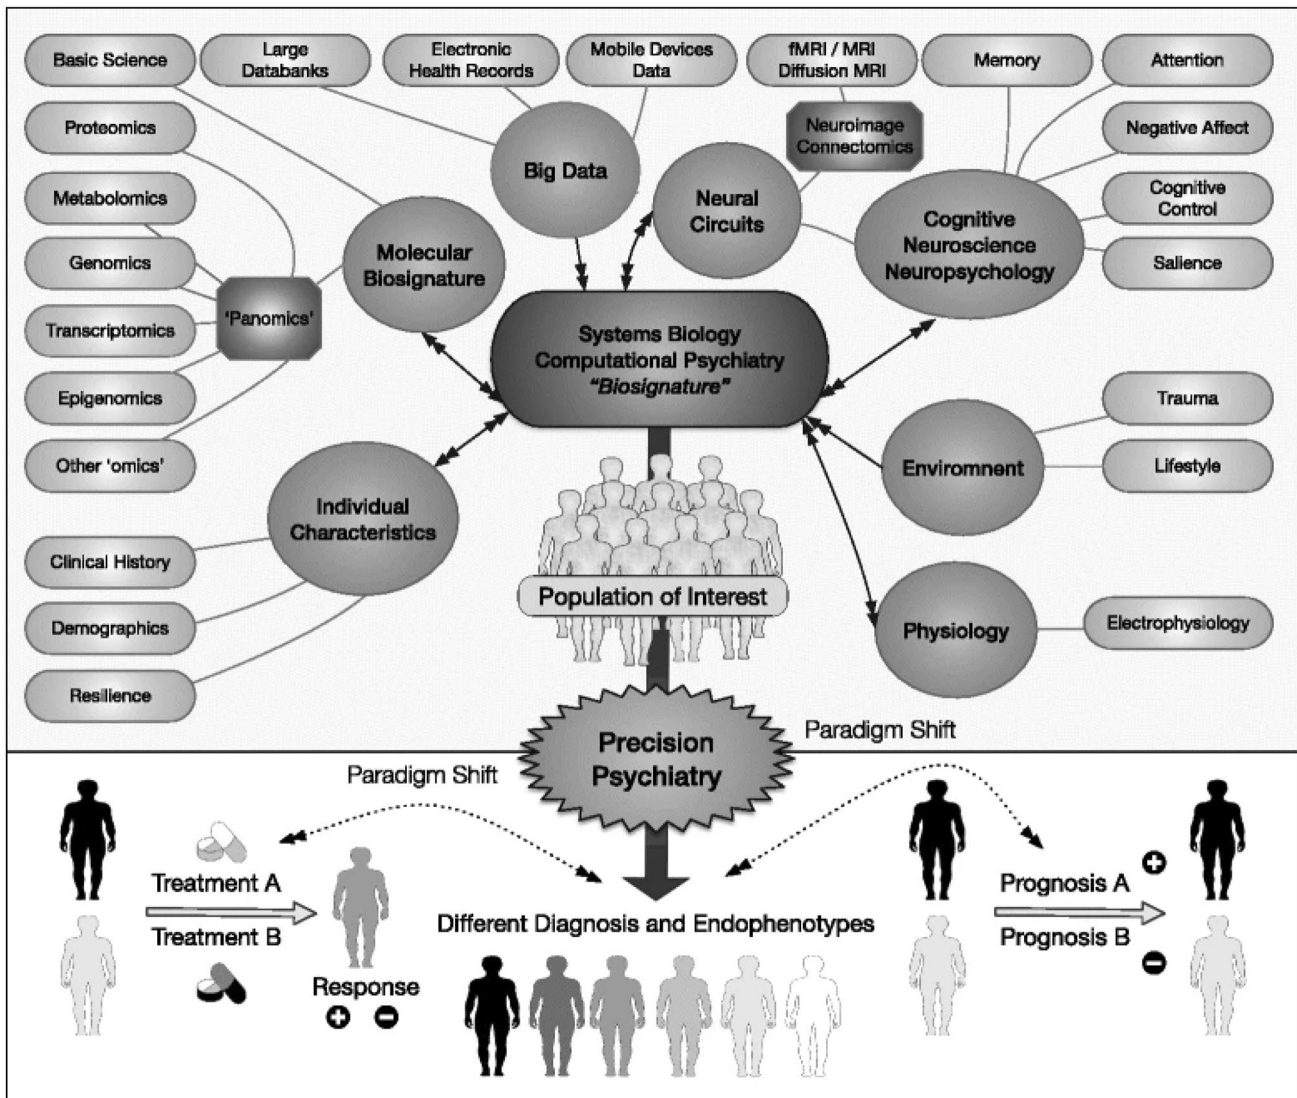 Basic Science
Large
Databanks
Electronic
Health Records
Mobile Devices
Data
fMRI / MRI
Diffusion MRI
Memory
Attention
Proteomics
Metabolomics
Genomics
Transcriptomics
Epigenomics
Other 'omics'
'Panomics'
Molecular
Biosignature
Big Data
Neural
Circuits
Neuroimage
Connectomics
Cognitive
Neuroscience
Neuropsychology
Negative Affect
Cognitive
Control
Salience
Systems Biology
Computational Psychiatry
"Biosignature"
Individual
Characteristics
Clinical History
Demographics
Resilience
Enviromnent
Trauma
Lifestyle
Physiology
Electrophysiology
Population of Interest
Precision
Psychiatry
Paradigm Shift
Paradigm Shift
Treatment A
Treatment B
Response
Different Diagnosis and Endophenotypes
Prognosis A
Prognosis B